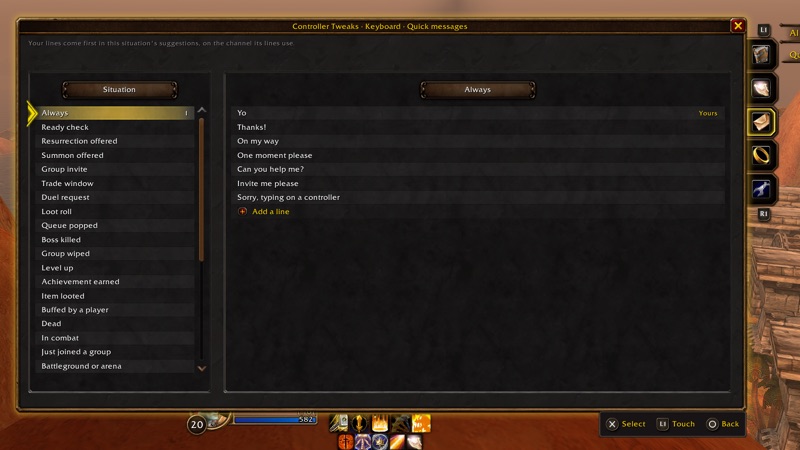 Controller Tweaks - Keyboard - Quick messages
Your lines come first in this situation's suggestions, on the channel its lines use.
Situation
Always 1
Ready check
Resurrection offered
Summon offered
Group invite
Trade window
Duel request
Loot roll
Queue popped
Boss killed
Group wiped
Level up
Achievement earned
Item looted
Buffed by a player
Dead
In combat
Just joined a group
Battleground or arena
Always
Yo Yours
Thanks!
On my way
One moment please
Can you help me?
Invite me please
Sorry, typing on a controller
Add a line
L1
R1
20
582
Select
L1 Touch
Back